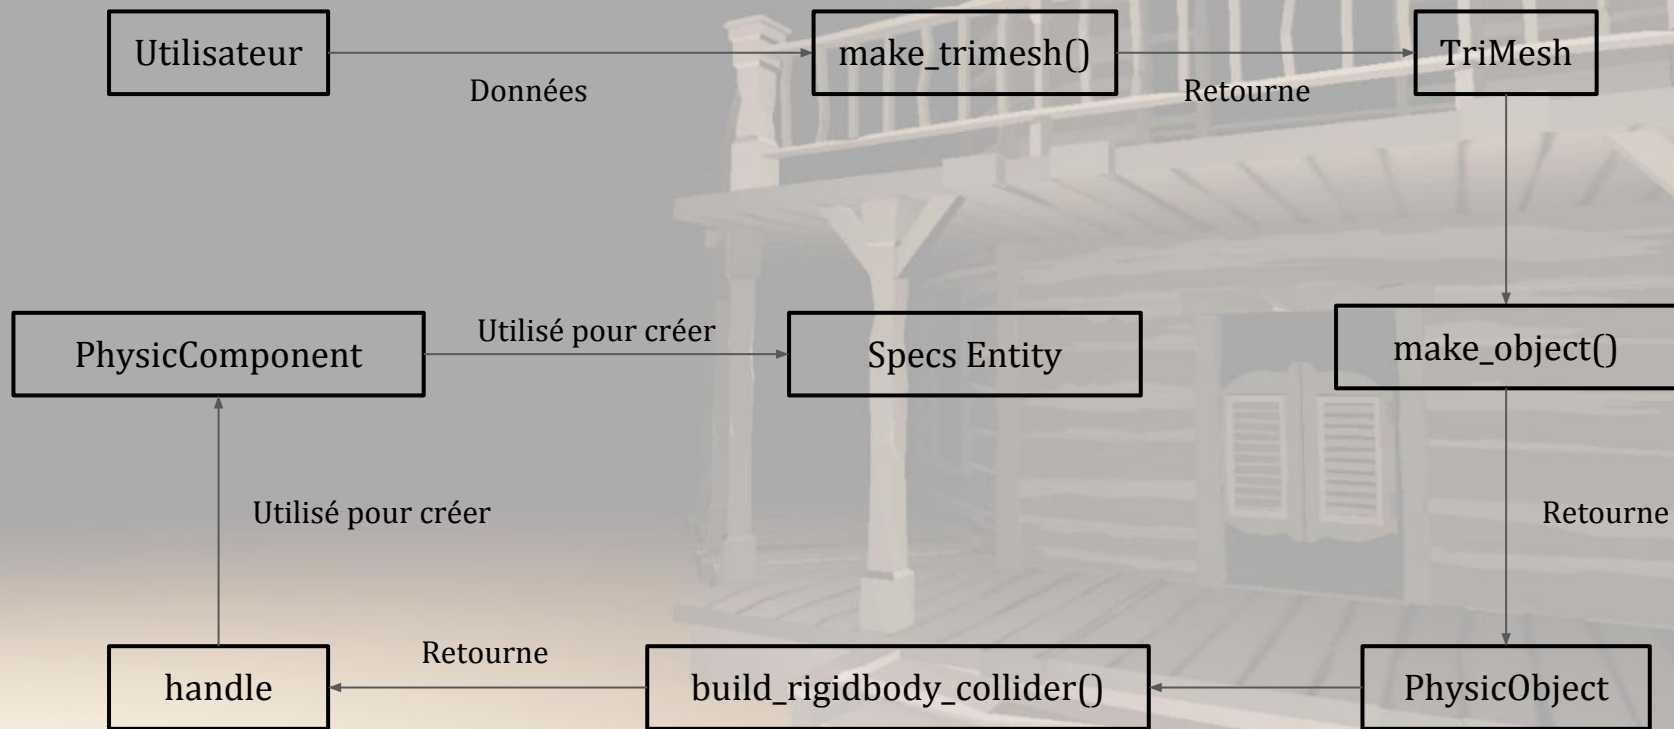 Utilisateur
Données
make_trimesh()
Retourne
TriMesh
PhysicComponent
Utilisé pour créer
Specs Entity
make_object()
Utilisé pour créer
Retourne
handle
Retourne
build_rigidbody_collider()
PhysicObject